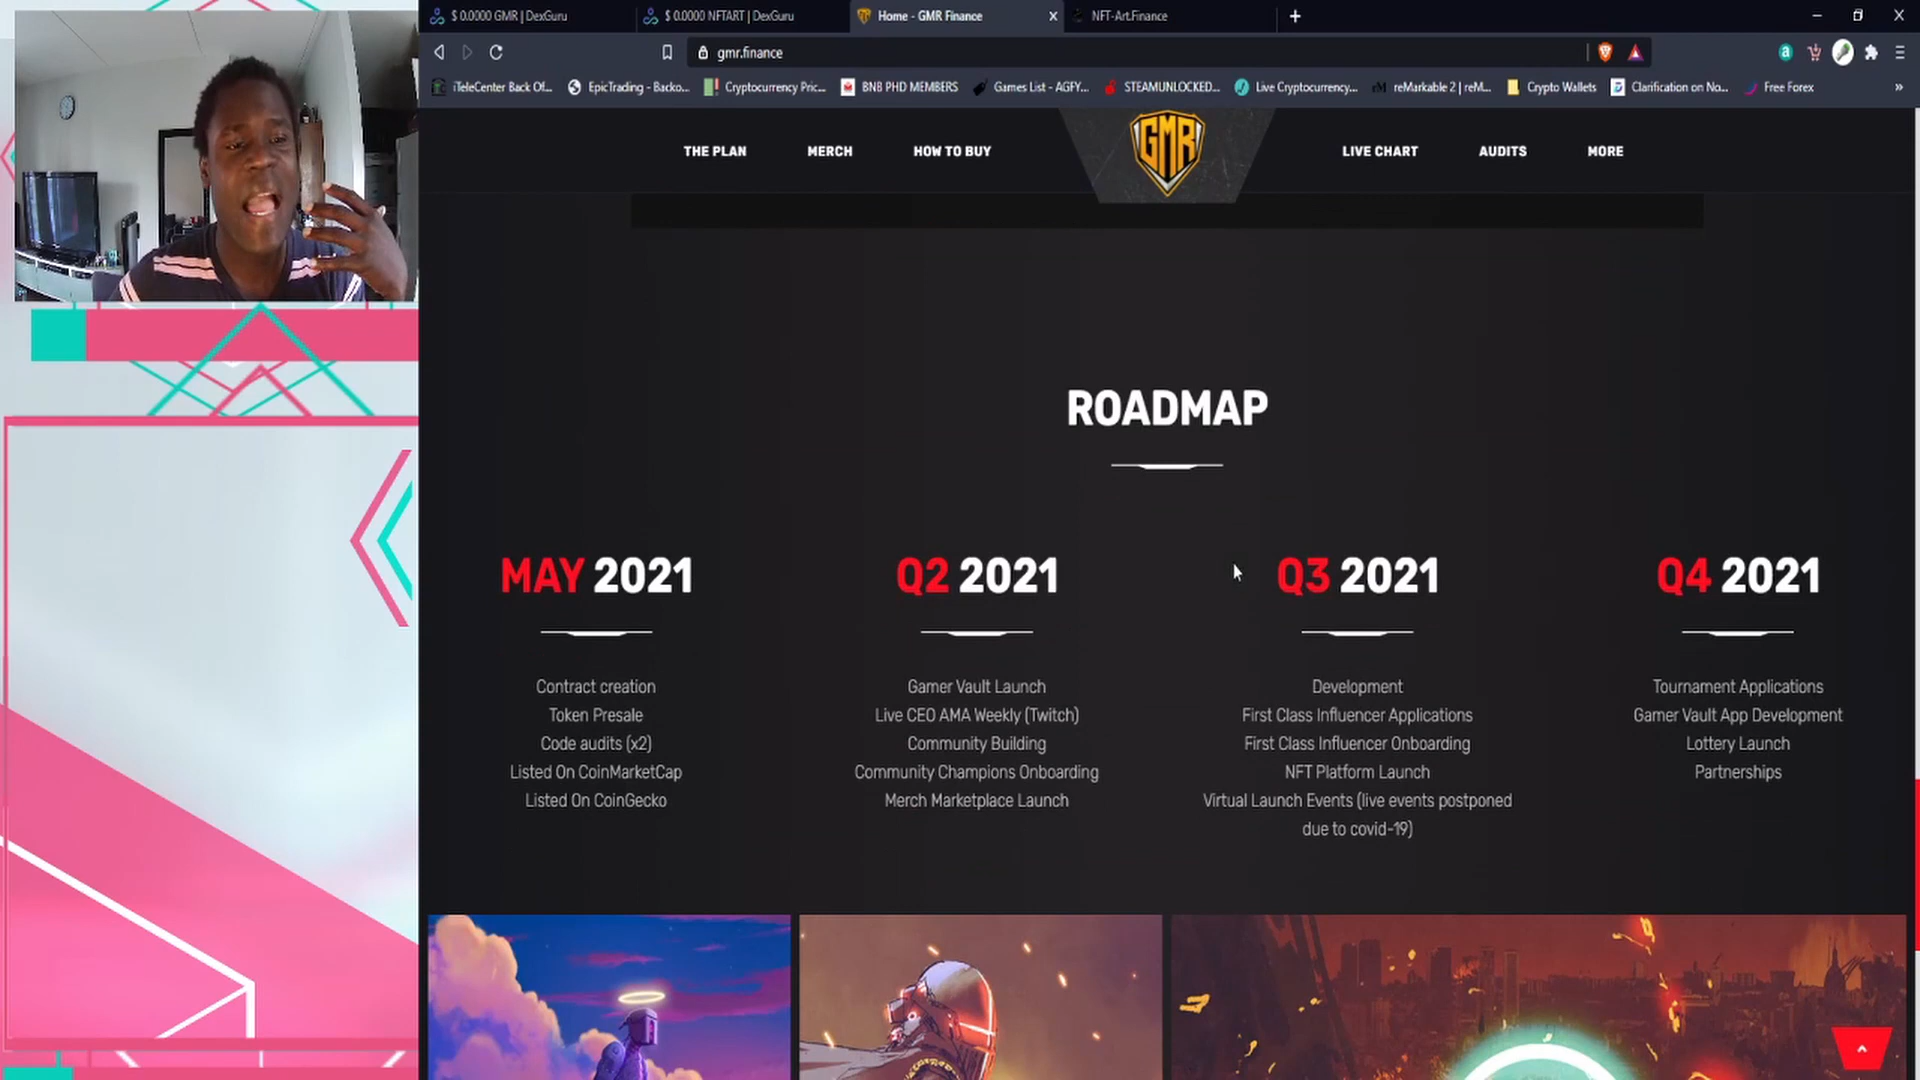 $ 0.0000 GMR | DexGuru
$ 0.0000 NFTART | DexGuru
Home - GMR Finance
NFT-Art.Finance
gmr.finance
iTeleCenter Back Of...
EpicTrading - Backo...
Cryptocurrency Pric...
BNB PHD MEMBERS
Games List - AGFY...
STEAMUNLOCKED...
Live Cryptocurrency...
reMarkable 2 | reM...
Crypto Wallets
Clarification on No...
Free Forex
THE PLAN
MERCH
HOW TO BUY
GMR
LIVE CHART
AUDITS
MORE
ROADMAP
MAY 2021
Contract creation
Token Presale
Code audits (x2)
Listed On CoinMarketCap
Listed On CoinGecko
Q2 2021
Gamer Vault Launch
Live CEO AMA Weekly (Twitch)
Community Building
Community Champions Onboarding
Merch Marketplace Launch
Q3 2021
Development
First Class Influencer Applications
First Class Influencer Onboarding
NFT Platform Launch
Virtual Launch Events (live events postponed
due to covid-19)
Q4 2021
Tournament Applications
Gamer Vault App Development
Lottery Launch
Partnerships